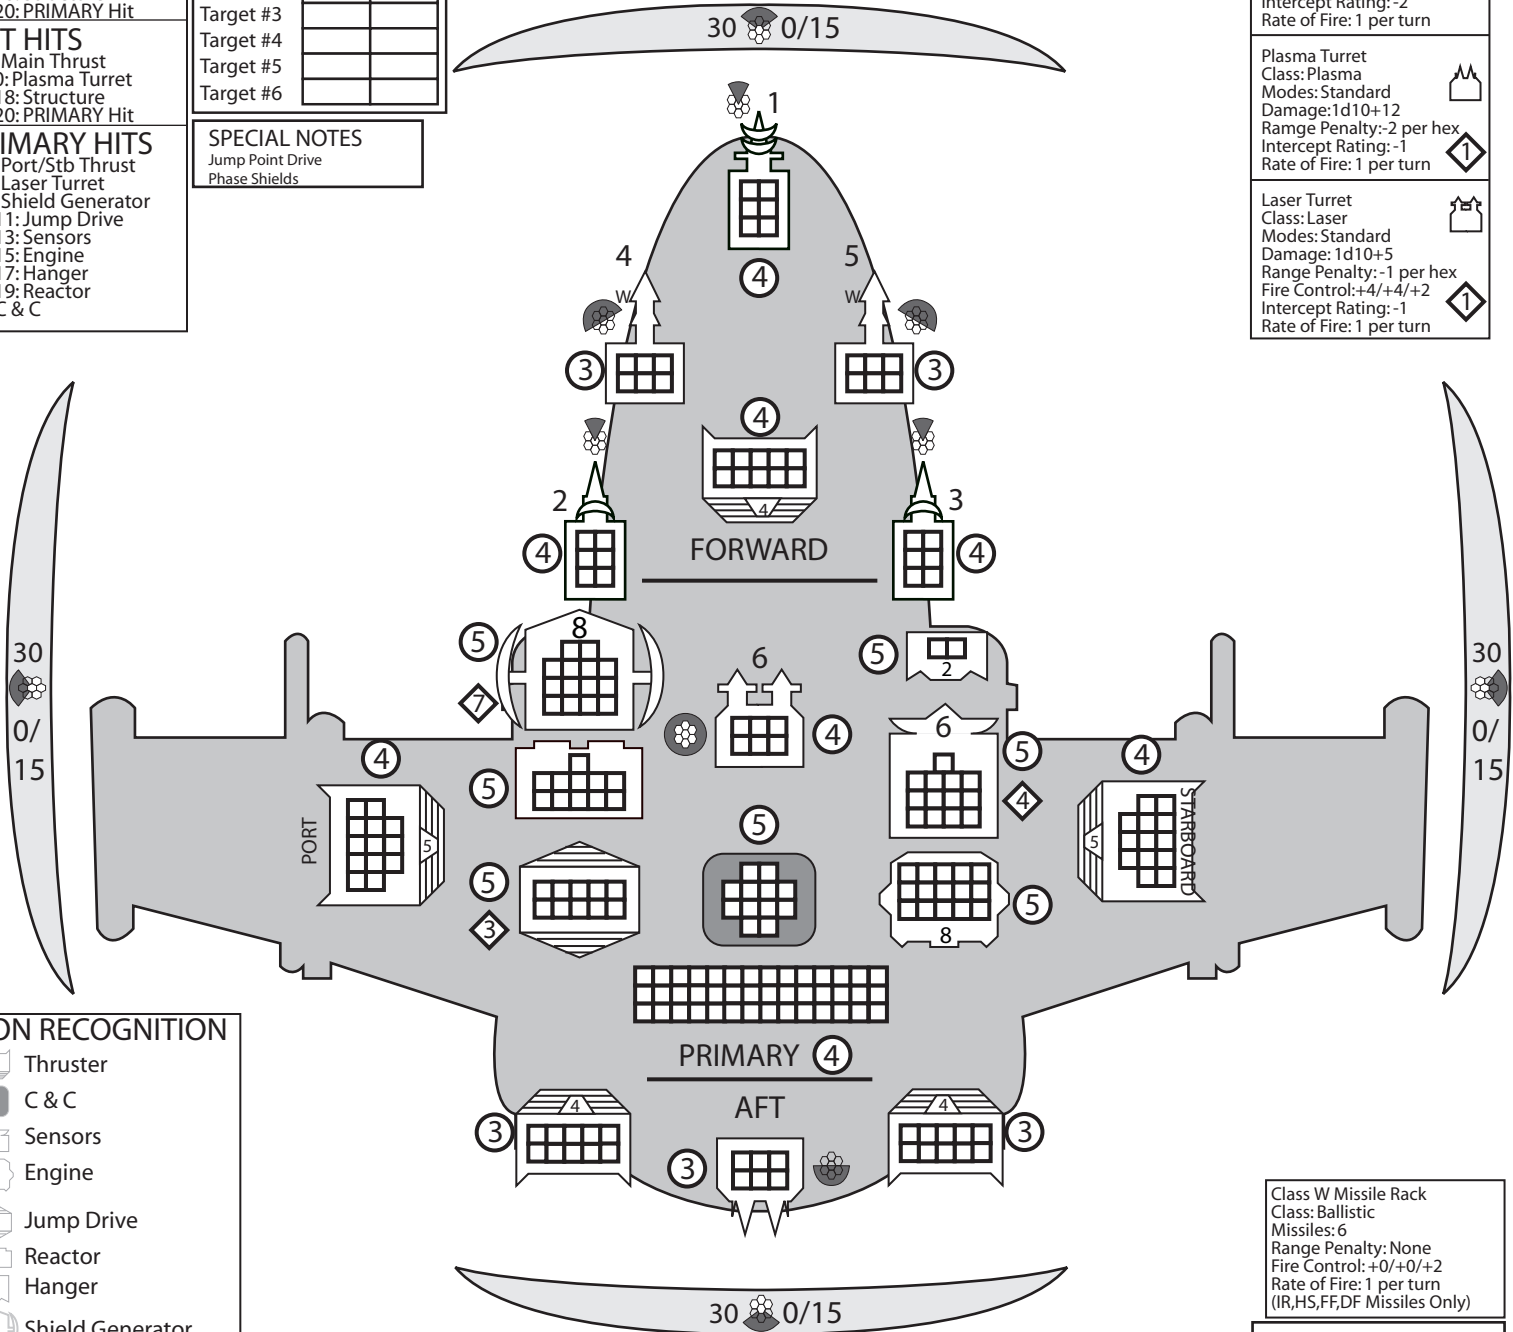 20: PRIMARY Hit
T HITS
Main Thrust
0: Plasma Turret
18: Structure
20: PRIMARY Hit
IMARY HITS
Port/Stb Thrust
Laser Turret
Shield Generator
11: Jump Drive
13: Sensors
15: Engine
17: Hanger
19: Reactor
C & C
Target #3
Target #4
Target #5
Target #6
SPECIAL NOTES
Jump Point Drive
Phase Shields
30 0/15
Intercept Rating: -2
Rate of Fire: 1 per turn
Plasma Turret
Class: Plasma
Modes: Standard
Damage:1d10+12
Ramge Penalty:-2 per hex
Intercept Rating: -1
Rate of Fire: 1 per turn
1
Laser Turret
Class: Laser
Modes: Standard
Damage: 1d10+5
Range Penalty: -1 per hex
Fire Control:+4/+4/+2
Intercept Rating: -1
Rate of Fire: 1 per turn
1
1
4
4
W
3
5
W
3
4
4
2
4
3
4
FORWARD
30
0/
15
30
0/
15
5
8
7
6
4
5
2
5
6
5
4
4
PORT
5
5
3
5
4
5
STARBOARD
5
8
PRIMARY 4
AFT
3
4
3
4
3
ON RECOGNITION
Thruster
C & C
Sensors
Engine
Jump Drive
Reactor
Hanger
Shield Generator
30 0/15
Class W Missile Rack
Class: Ballistic
Missiles: 6
Range Penalty: None
Fire Control: +0/+0/+2
Rate of Fire: 1 per turn
(IR,HS,FF,DF Missiles Only)